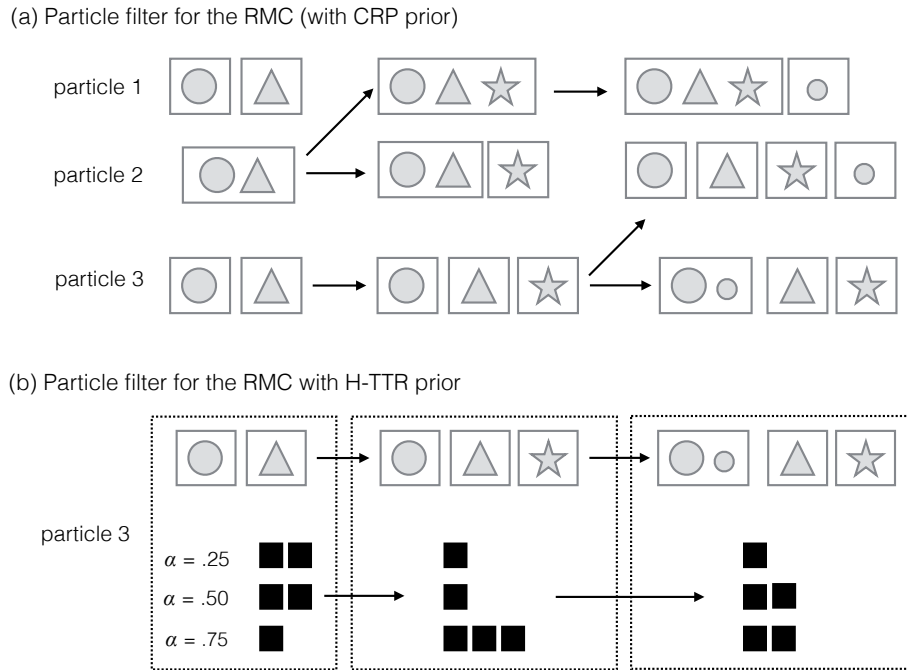 (a) Particle filter for the RMC (with CRP prior)
particle 1
particle 2
particle 3
(b) Particle filter for the RMC with H-TTR prior
particle 3
α = .25
α = .50
α = .75